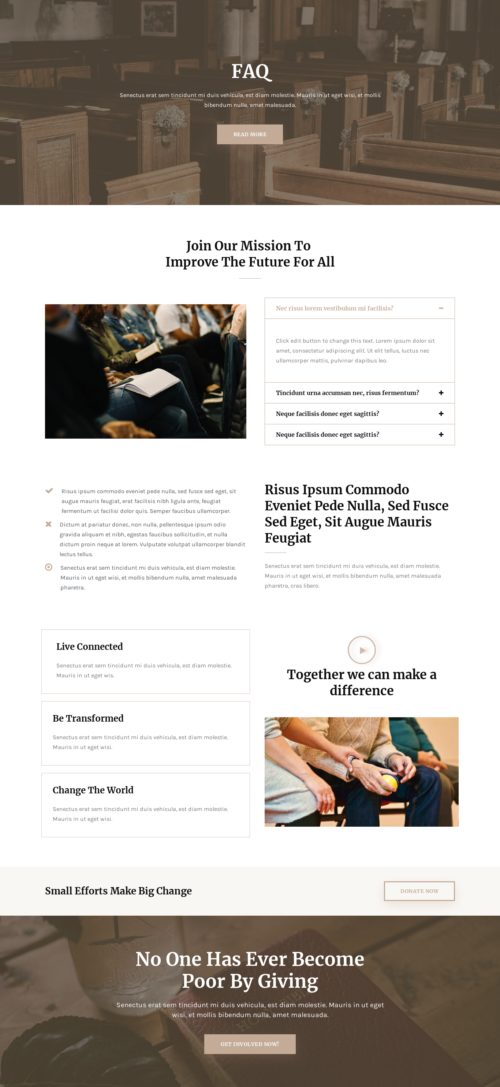 FAQ
Senectus erat sem tincidunt mi duis vehicula, est diam molestie. Mauris in ut eget wisi, et mollis
bibendum nulla, amet malesuada.
READ MORE
Join Our Mission To
Improve The Future For All
Nec risus lorem vestibulum mi facilisis?
Click edit button to change this text. Lorem ipsum dolor sit
amet, consectetur adipiscing elit. Ut elit tellus, luctus nec
ullamcorper mattis, pulvinar dapibus leo.
Tincidunt urna accumsan nec, risus fermentum?
Neque facilisis donec eget sagittis?
Neque facilisis donec eget sagittis?
Risus ipsum commodo eveniet pede nulla, sed fusce sed eget, sit
augue mauris feugiat, erat facilisis nibh ligula ante, feugiat
fermentum ut facilisi dolor quis. Semper faucibus ullamcorper.
Dictum at pariatur donec, non nulla, pellentesque ipsum odio
gravida aliquam et nibh, egestas faucibus sollicitudin, et nulla
dictum proin neque at lorem. Vulputate volutpat ullamcorper blandit
lectus tellus.
Senectus erat sem tincidunt mi duis vehicula, est diam molestie.
Mauris in ut eget wisi, et mollis bibendum nulla, amet malesuada
pharetra.
Risus Ipsum Commodo
Eveniet Pede Nulla, Sed Fusce
Sed Eget, Sit Augue Mauris
Feugiat
Senectus erat sem tincidunt mi duis vehicula, est diam molestie.
Mauris in ut eget wisi, et mollis bibendum nulla, amet malesuada
pharetra, cras libero.
Live Connected
Senectus erat sem tincidunt mi duis vehicula, est diam molestie.
Mauris in ut eget wis.
Be Transformed
Senectus erat sem tincidunt mi duis vehicula, est diam molestie.
Mauris in ut eget wisi.
Change The World
Senectus erat sem tincidunt mi duis vehicula, est diam molestie.
Mauris in ut eget wisi.
Together we can make a
difference
Small Efforts Make Big Change
DONATE NOW
No One Has Ever Become
Poor By Giving
Senectus erat sem tincidunt mi duis vehicula, est diam molestie. Mauris in ut eget
wisi, et mollis bibendum nulla, amet malesuada.
GET INVOLVED NOW!